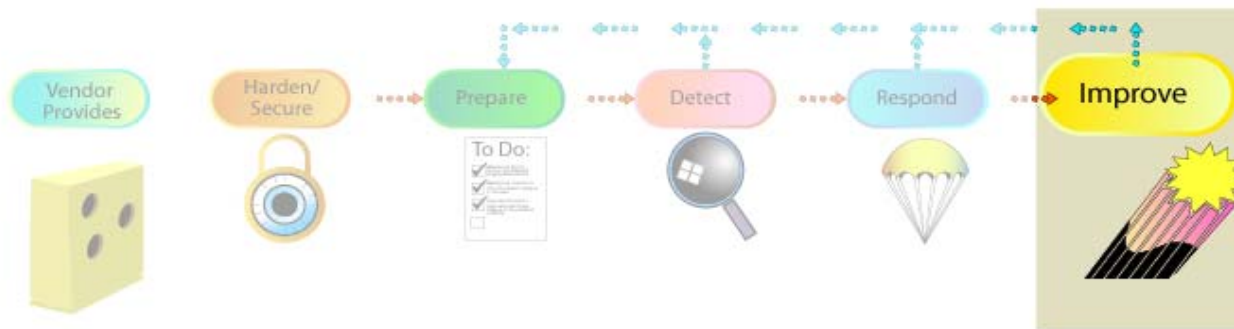 Vendor
Provides
Harden/
Secure
Prepare
Detect
Respond
Improve
To Do: